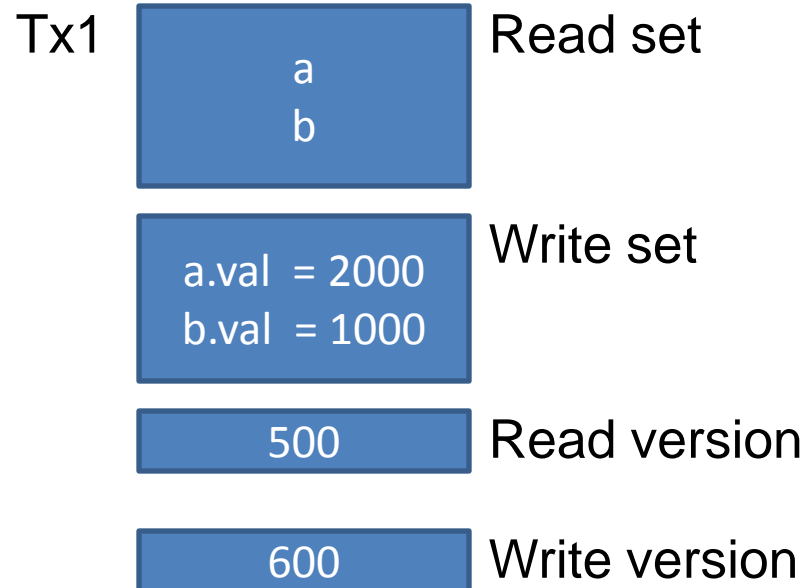 Tx1
a
b
Read set
a.val = 2000
b.val = 1000
Write set
500
Read version
600
Write version